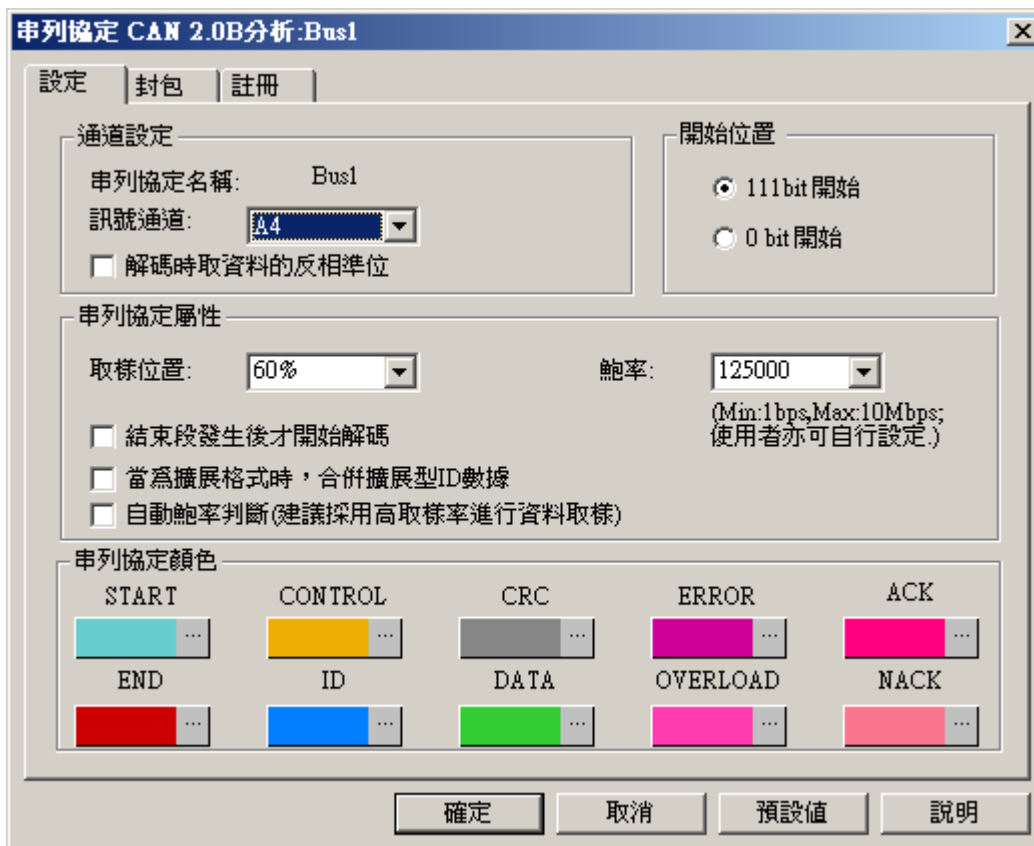 串列協定 CAN 2.0B分析:Bus1
設定
封包
註冊
通道設定
串列協定名稱: Bus1
訊號通道: A4
解碼時取資料的反相準位
開始位置
111bit 開始
0 bit 開始
串列協定屬性
取樣位置: 60%
鮑率: 125000
(Min:1bps,Max:10Mbps;
使用者亦可自行設定.)
結束段發生後才開始解碼
當為擴展格式時，合併擴展型ID數據
自動鮑率判斷(建議採用高取樣率進行資料取樣)
串列協定顏色
START CONTROL CRC ERROR ACK
... ... ... ... ...
END ID DATA OVERLOAD NACK
... ... ... ... ...
確定 取消 預設值 說明